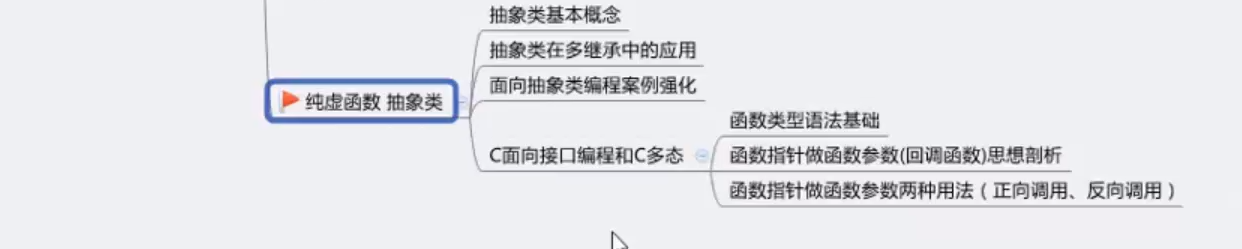 抽象类基本概念
抽象类在多继承中的应用
面向抽象类编程案例强化
纯虚函数 抽象类
函数类型语法基础
C面向接口编程和C多态
函数指针做函数参数(回调函数)思想剖析
函数指针做函数参数两种用法（正向调用、反向调用）